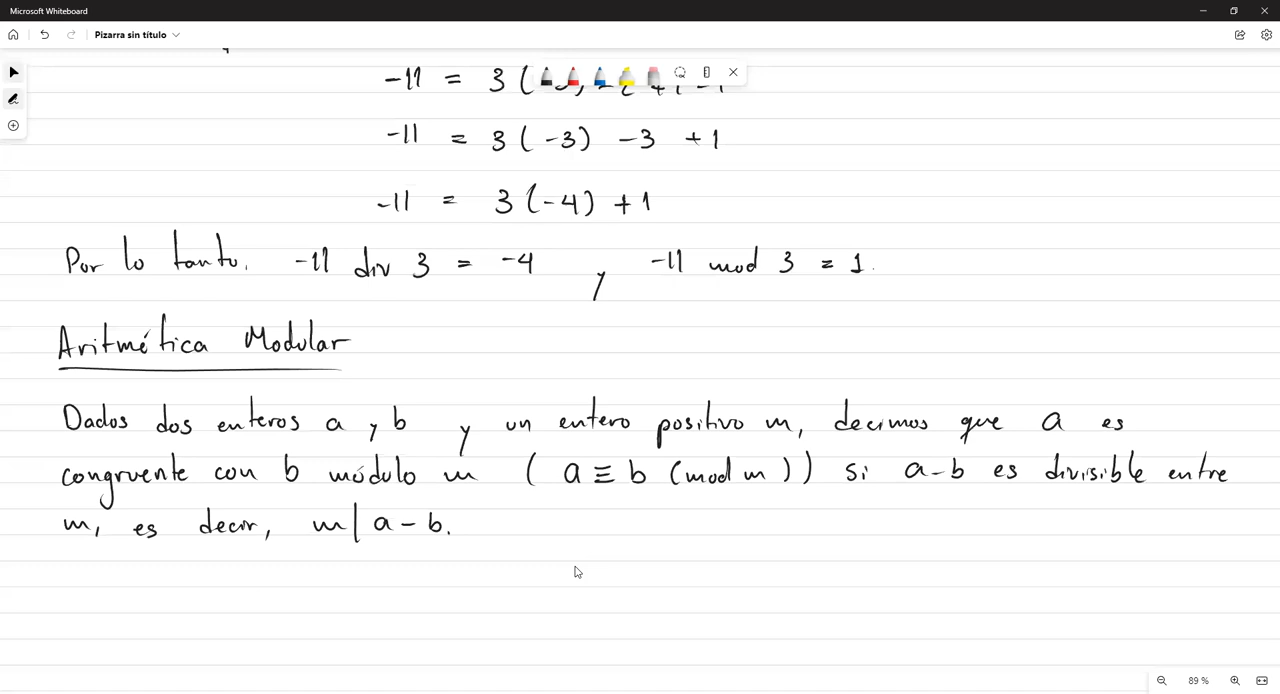 Microsoft Whiteboard
Pizarra sin título
-11 = 3(
-11 = 3(-3) -3 +1
-11 = 3(-4) +1
Por lo tanto. -11 div 3 = -4 y -11 mod 3 = 1.
Aritmética Modular
Dados dos enteros a y b y un entero positivo m, decimos que a es
congruente con b módulo m (a ≡ b (mod m)) si a-b es divisible entre
m, es decir, m|a-b.
89 %